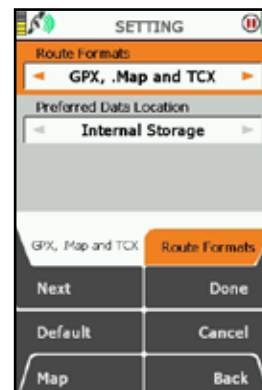 SETTING
Route Formats
GPX, .Map and TCX
Preferred Data Location
Internal Storage
GPX, .Map and TCX Route Formats
Next Done
Default Cancel
Map Back